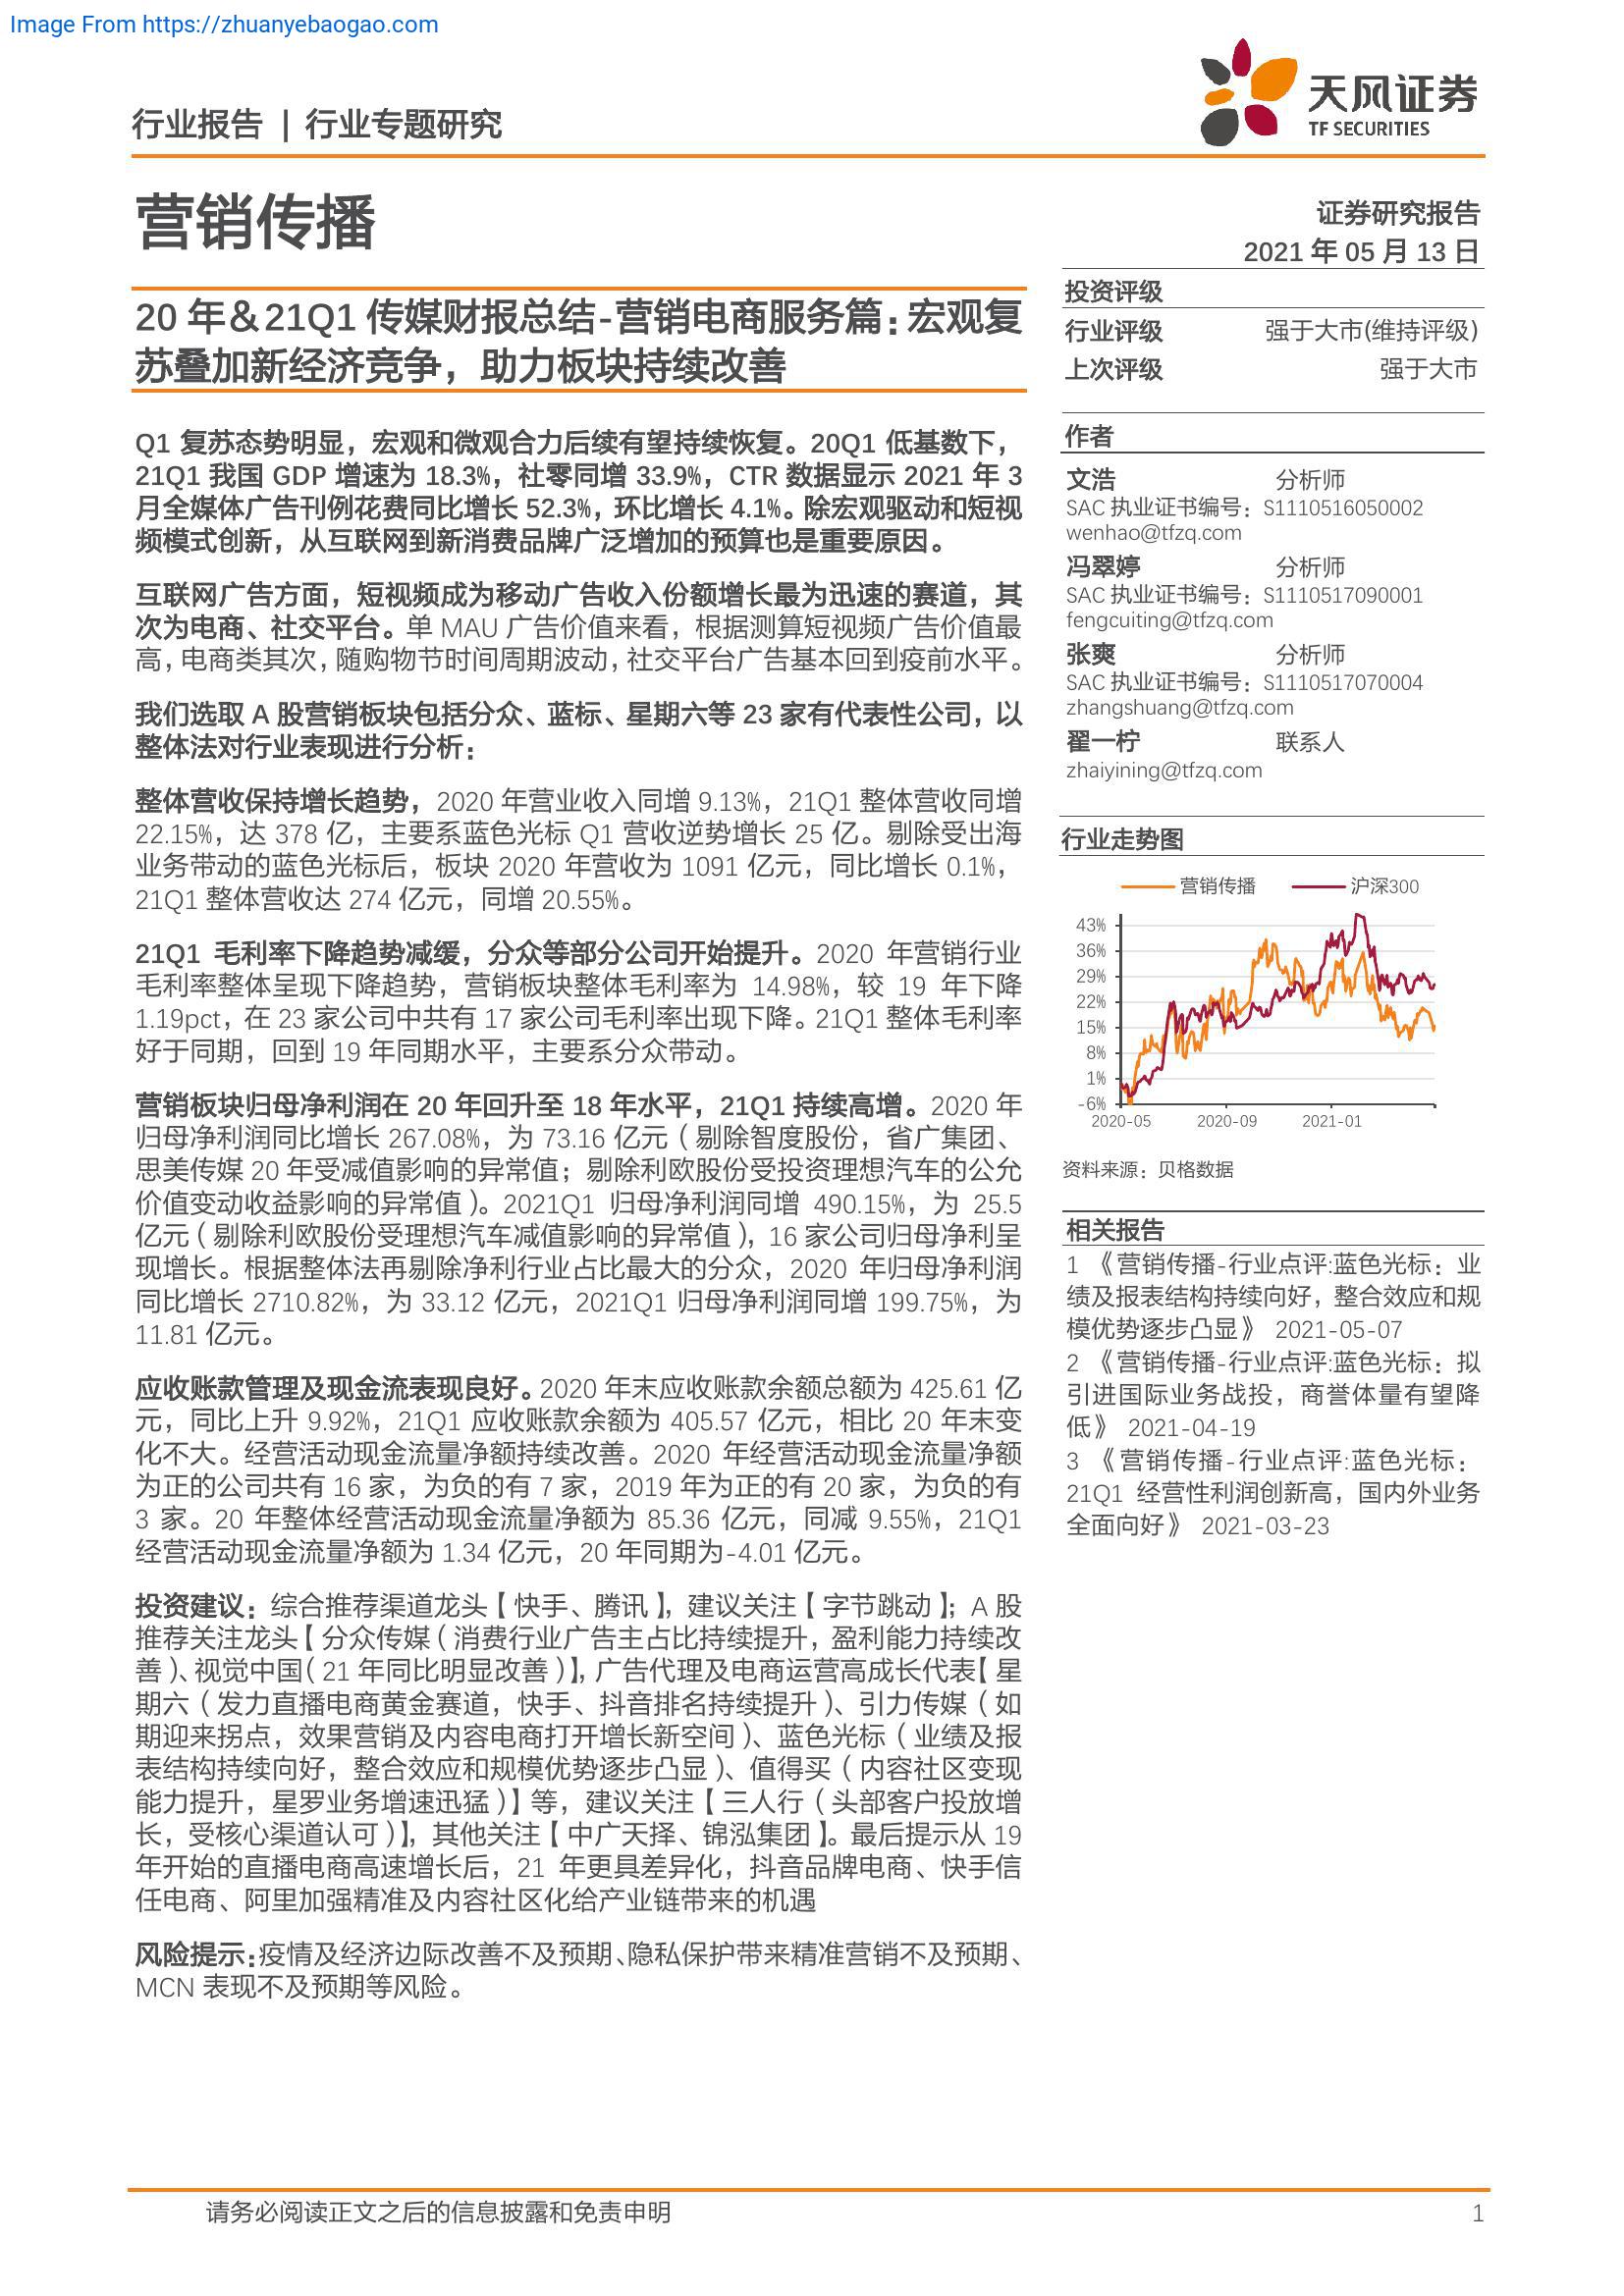 Image From https://zhuanyebaogao.com
行业报告 | 行业专题研究
天风证券
TF SECURITIES
营销传播
证券研究报告
2021 年 05 月 13 日
20 年&21Q1 传媒财报总结-营销电商服务篇：宏观复
苏叠加新经济竞争，助力板块持续改善
Q1 复苏态势明显，宏观和微观合力后续有望持续恢复。20Q1 低基数下，
21Q1 我国 GDP 增速为 18.3%，社零同增 33.9%，CTR 数据显示 2021 年 3
月全媒体广告刊例花费同比增长 52.3%，环比增长 4.1%。除宏观驱动和短视
频模式创新，从互联网到新消费品牌广泛增加的预算也是重要原因。
互联网广告方面，短视频成为移动广告收入份额增长最为迅速的赛道，其
次为电商、社交平台。单 MAU 广告价值来看，根据测算短视频广告价值最
高，电商类其次，随购物节时间周期波动，社交平台广告基本回到疫前水平。
我们选取 A 股营销板块包括分众、蓝标、星期六等 23 家有代表性公司，以
整体法对行业表现进行分析：
整体营收保持增长趋势，2020 年营业收入同增 9.13%，21Q1 整体营收同增
22.15%，达 378 亿，主要系蓝色光标 Q1 营收逆势增长 25 亿。剔除受出海
业务带动的蓝色光标后，板块 2020 年营收为 1091 亿元，同比增长 0.1%，
21Q1 整体营收达 274 亿元，同增 20.55%。
21Q1 毛利率下降趋势减缓，分众等部分公司开始提升。2020 年营销行业
毛利率整体呈现下降趋势，营销板块整体毛利率为 14.98%，较 19 年下降
1.19pct，在 23 家公司中共有 17 家公司毛利率出现下降。21Q1 整体毛利率
好于同期，回到 19 年同期水平，主要系分众带动。
营销板块归母净利润在 20 年回升至 18 年水平，21Q1 持续高增。2020 年
归母净利润同比增长 267.08%，为 73.16 亿元（剔除智度股份，省广集团、
思美传媒 20 年受减值影响的异常值；剔除利欧股份受投资理想汽车的公允
价值变动收益影响的异常值）。2021Q1 归母净利润同增 490.15%，为 25.5
亿元（剔除利欧股份受理想汽车减值影响的异常值），16 家公司归母净利呈
现增长。根据整体法再剔除净利行业占比最大的分众，2020 年归母净利润
同比增长 2710.82%，为 33.12 亿元，2021Q1 归母净利润同增 199.75%，为
11.81 亿元。
应收账款管理及现金流表现良好。2020 年末应收账款余额总额为 425.61 亿
元，同比上升 9.92%，21Q1 应收账款余额为 405.57 亿元，相比 20 年末变
化不大。经营活动现金流量净额持续改善。2020 年经营活动现金流量净额
为正的公司共有 16 家，为负的有 7 家，2019 年为正的有 20 家，为负的有
3 家。20 年整体经营活动现金流量净额为 85.36 亿元，同减 9.55%，21Q1
经营活动现金流量净额为 1.34 亿元，20 年同期为-4.01 亿元。
投资建议：综合推荐渠道龙头【快手、腾讯】，建议关注【字节跳动】；A 股
推荐关注龙头【分众传媒（消费行业广告主占比持续提升，盈利能力持续改
善）、视觉中国（21 年同比明显改善）】，广告代理及电商运营高成长代表【星
期六（发力直播电商黄金赛道，快手、抖音排名持续提升）、引力传媒（如
期迎来拐点，效果营销及内容电商打开增长新空间）、蓝色光标（业绩及报
表结构持续向好，整合效应和规模优势逐步凸显）、值得买（内容社区变现
能力提升，星罗业务增速迅猛）】等，建议关注【三人行（头部客户投放增
长，受核心渠道认可）】，其他关注【中广天择、锦泓集团】。最后提示从 19
年开始的直播电商高速增长后，21 年更具差异化，抖音品牌电商、快手信
任电商、阿里加强精准及内容社区化给产业链带来的机遇
风险提示：疫情及经济边际改善不及预期、隐私保护带来精准营销不及预期、
MCN 表现不及预期等风险。
投资评级
行业评级 强于大市(维持评级)
上次评级 强于大市
作者
文浩 分析师
SAC 执业证书编号：S1110516050002
wenhao@tfzq.com
冯翠婷 分析师
SAC 执业证书编号：S1110517090001
fengcuiting@tfzq.com
张爽 分析师
SAC 执业证书编号：S1110517070004
zhangshuang@tfzq.com
翟一柠 联系人
zhaiyining@tfzq.com
行业走势图
营销传播 沪深300
43%
36%
29%
22%
15%
8%
1%
-6%
2020-05 2020-09 2021-01
资料来源：贝格数据
相关报告
1 《营销传播-行业点评:蓝色光标：业
绩及报表结构持续向好，整合效应和规
模优势逐步凸显》 2021-05-07
2 《营销传播-行业点评:蓝色光标：拟
引进国际业务战投，商誉体量有望降
低》 2021-04-19
3 《营销传播-行业点评:蓝色光标：
21Q1 经营性利润创新高，国内外业务
全面向好》 2021-03-23
请务必阅读正文之后的信息披露和免责申明 1